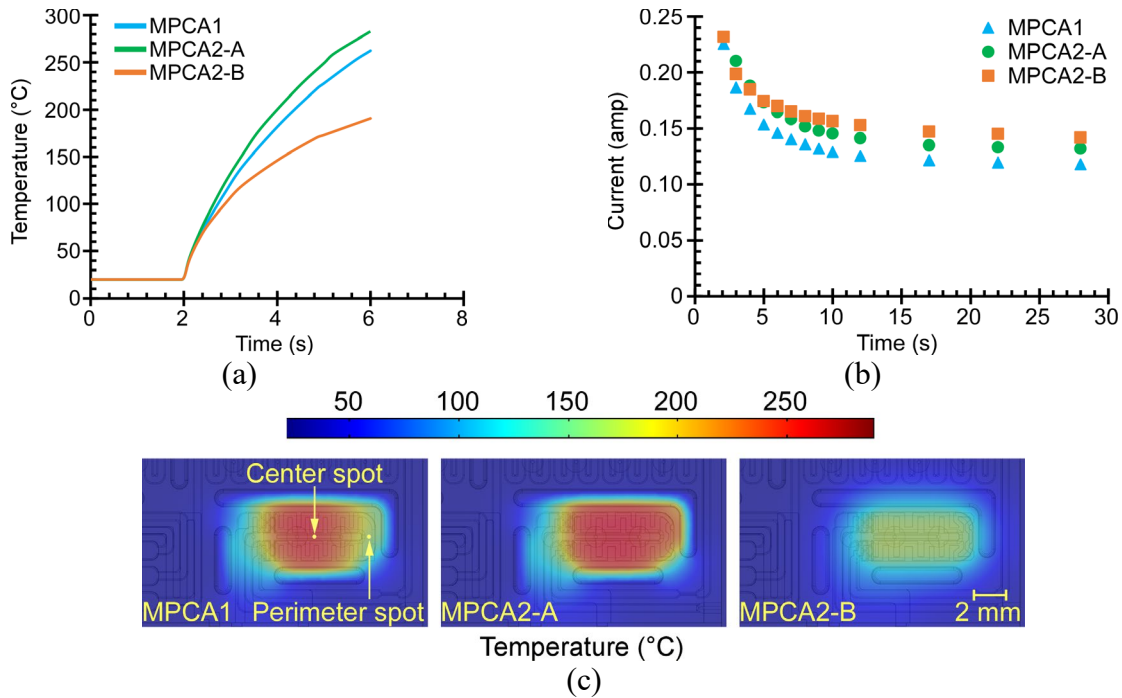 MPCA1
MPCA2-A
MPCA2-B
Temperature (°C)
300
250
200
150
100
50
0
0 2 4 6 8
Time (s)
(a)
MPCA1
MPCA2-A
MPCA2-B
Current (amp)
0.25
0.20
0.15
0.10
0.05
0
0 5 10 15 20 25 30
Time (s)
(b)
50 100 150 200 250
Center spot
Perimeter spot
MPCA1
MPCA2-A
MPCA2-B
2 mm
Temperature (°C)
(c)